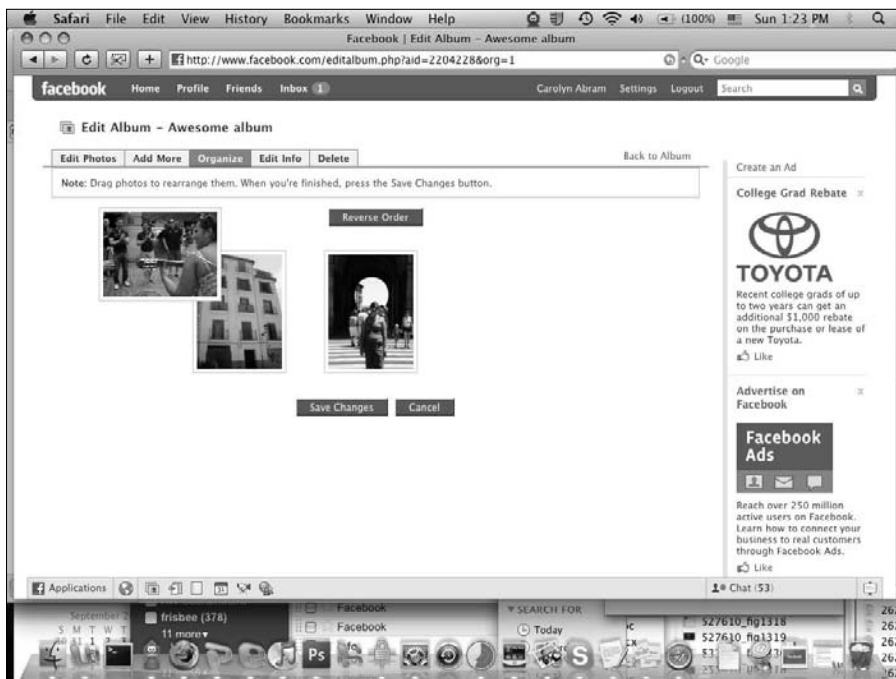 Safari File Edit View History Bookmarks Window Help (100%) Sun 1:23 PM
Facebook | Edit Album – Awesome album
http://www.facebook.com/editalbum.php?aid=2204228&org=1
Google
facebook Home Profile Friends Inbox 1 Carolyn Abram Settings Logout Search
Edit Album – Awesome album
Edit Photos Add More Organize Edit Info Delete Back to Album
Note: Drag photos to rearrange them. When you're finished, press the Save Changes button.
Reverse Order
Save Changes Cancel
Create an Ad
College Grad Rebate x
TOYOTA
Recent college grads of up
to two years can get an
additional $1,000 rebate
on the purchase or lease of
a new Toyota.
Like
Advertise on x
Facebook
Facebook
Ads
Reach over 250 million
active users on Facebook.
Learn how to connect your
business to real customers
through Facebook Ads.
Like
Applications 31 Chat (53)
September
S M T W T
frisbee (378)
11 more
Facebook
Facebook
SEARCH FOR
Today
527610_fig1318
527610_fig1319
Ps
S